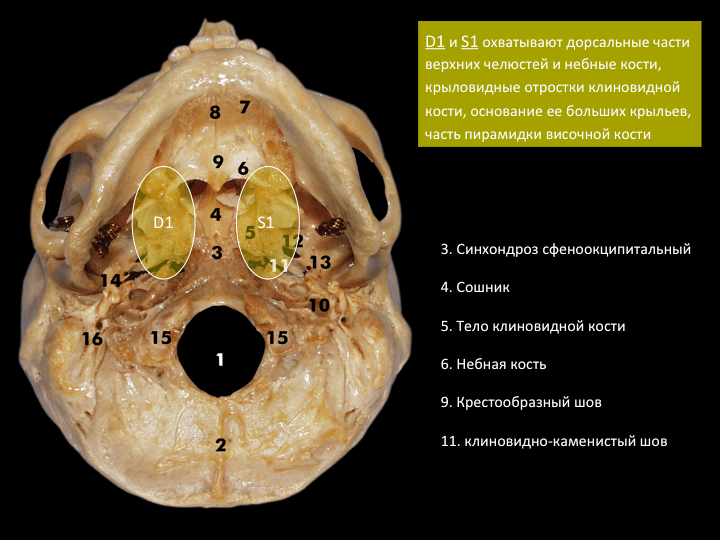 D1 и S1 охватывают дорсальные части
верхних челюстей и небные кости,
крыловидные отростки клиновидной
кости, основание ее больших крыльев,
часть пирамидки височной кости
8 7
9 6
D1 S1
4
5 12
3 11 13
14
10
16 15 15
1
2
3. Синхондроз сфеноокципитальный
4. Сошник
5. Тело клиновидной кости
6. Небная кость
9. Крестообразный шов
11. клиновидно-каменистый шов